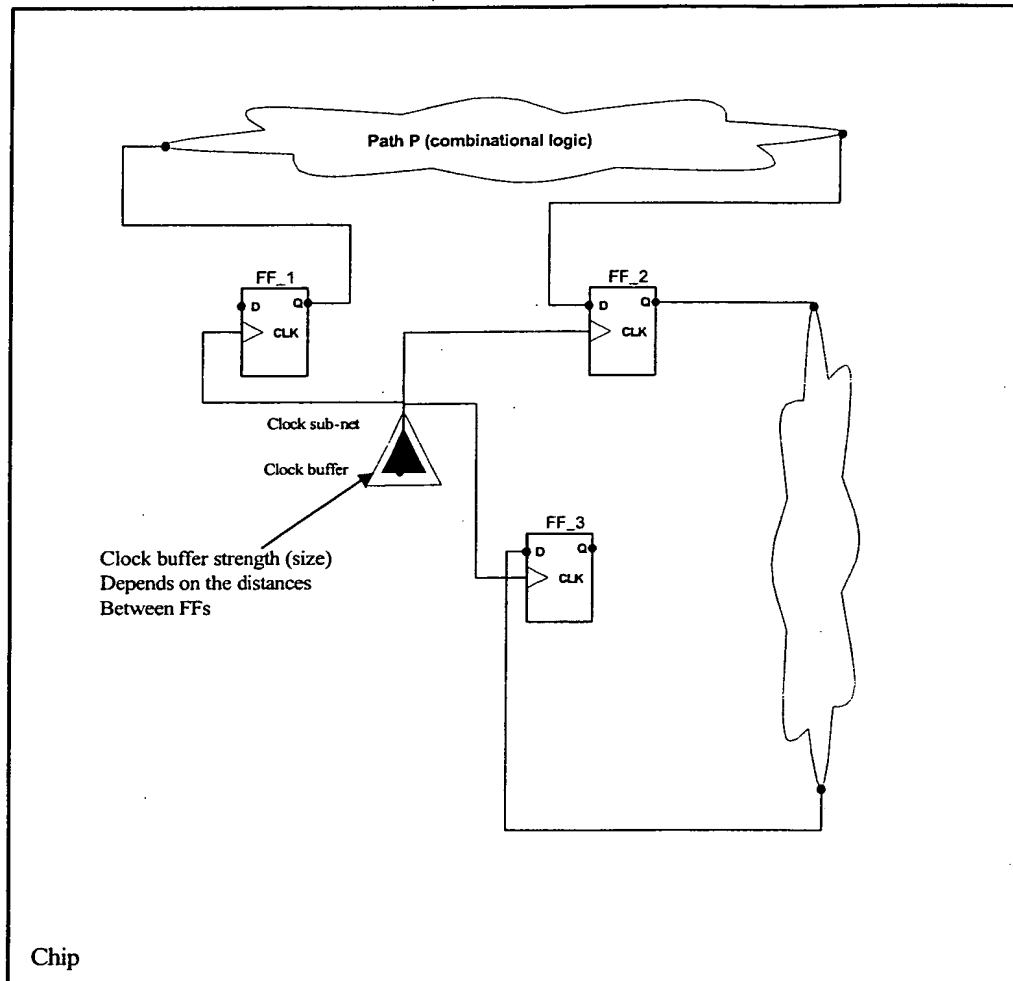 Path P (combinational logic)
FF_1
D Q
CLK
FF_2
D Q
CLK
Clock sub-net
Clock buffer
FF_3
D Q
CLK
Clock buffer strength (size)
Depends on the distances
Between FFs
Chip